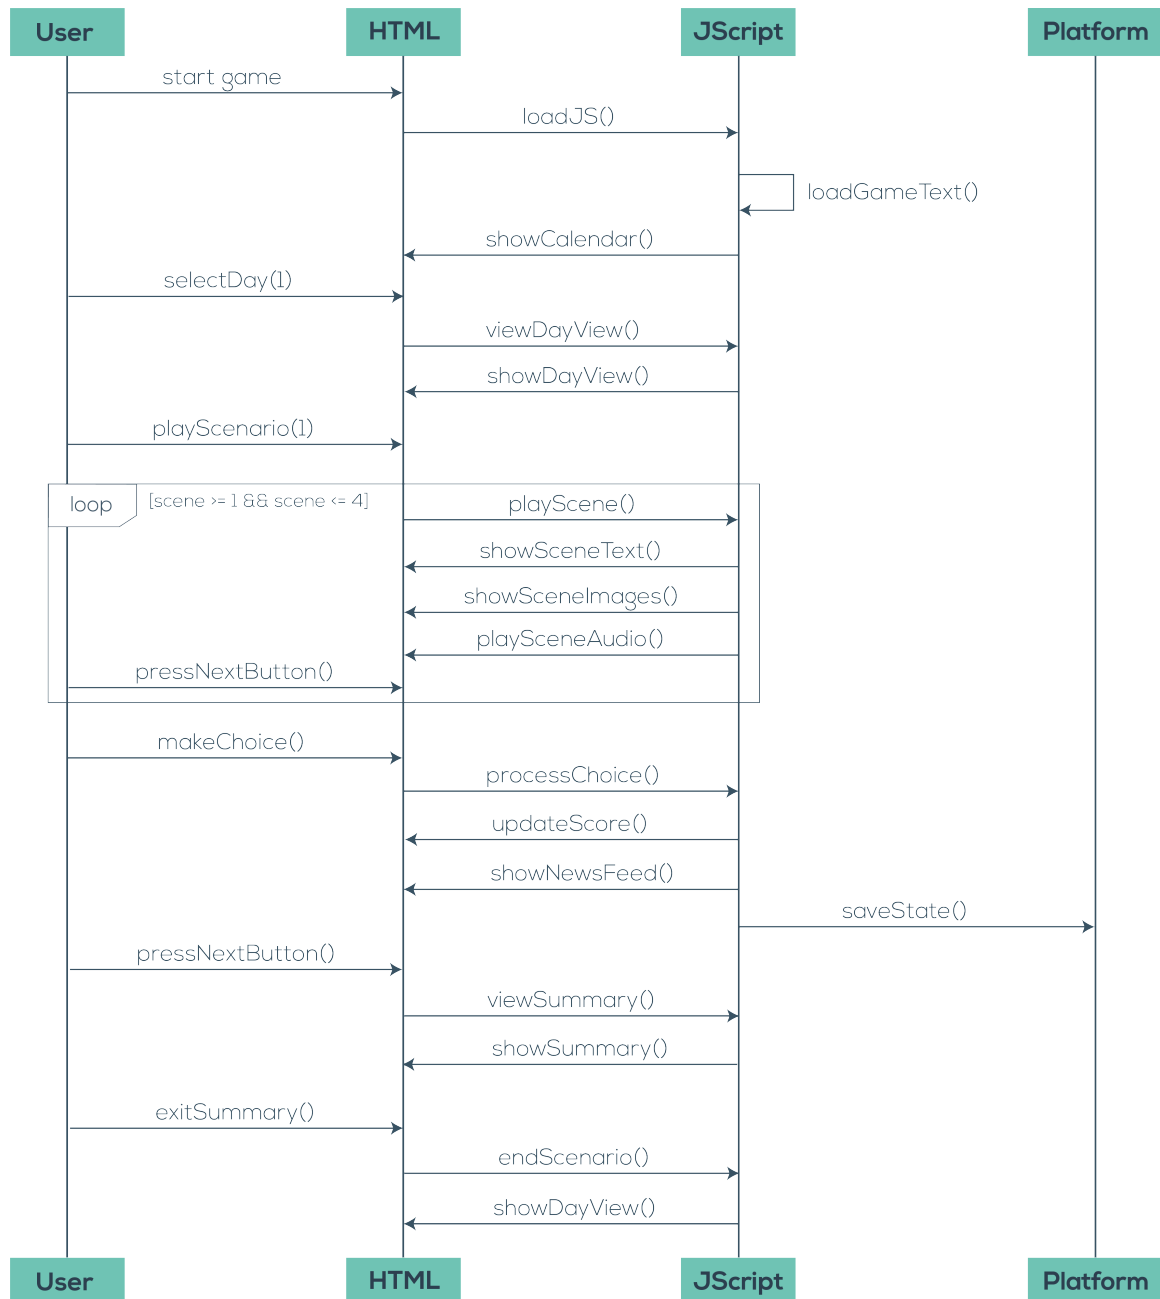 User HTML JScript Platform
start game
loadJS()
loadGameText()
showCalendar()
selectDay(1)
viewDayView()
showDayView()
playScenario(1)
loop [scene >= 1 && scene <= 4]
playScene()
showSceneText()
showSceneImages()
playSceneAudio()
pressNextButton()
makeChoice()
processChoice()
updateScore()
showNewsFeed()
saveState()
pressNextButton()
viewSummary()
showSummary()
exitSummary()
endScenario()
showDayView()
User HTML JScript Platform